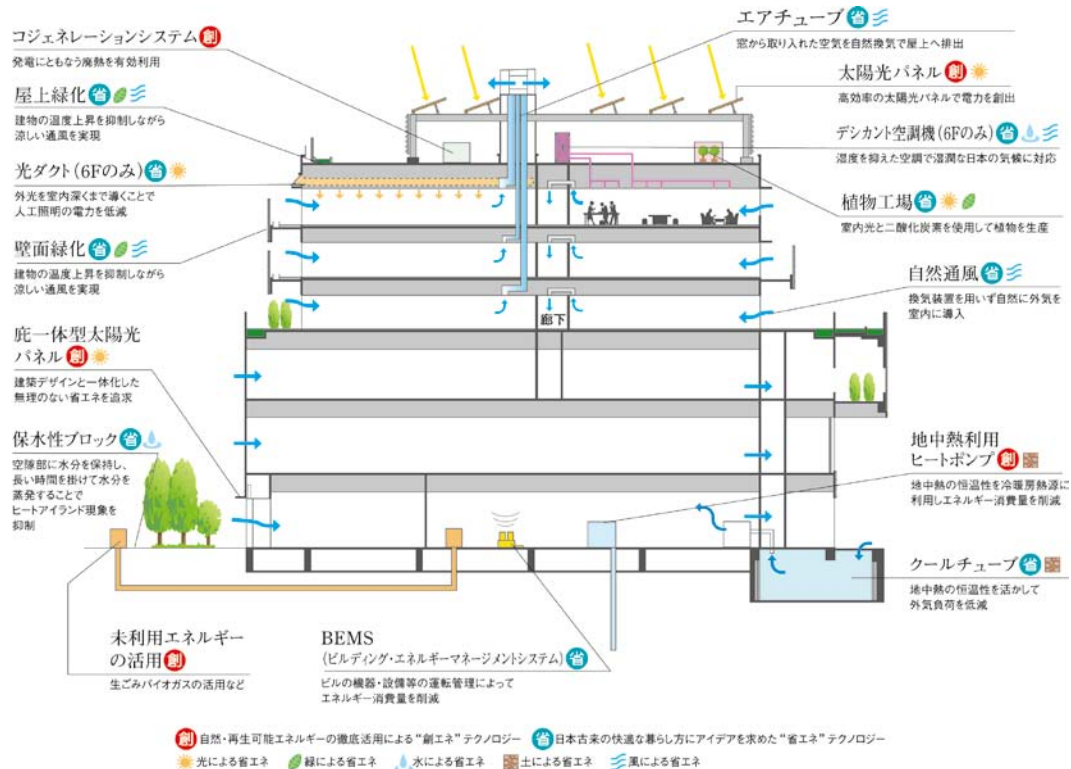 コジェネレーションシステム 創
発電にともなう廃熱を有効利用
屋上緑化 省
建物の温度上昇を抑制しながら
涼しい通風を実現
光ダクト(6Fのみ) 省
外光を室内深くまで導くことで
人工照明の電力を低減
壁面緑化 省
建物の温度上昇を抑制しながら
涼しい通風を実現
庇一体型太陽光
パネル 創
建築デザインと一体化した
無理のない省エネを追求
保水性ブロック 省
空隙部に水分を保持し、
長い時間を掛けて水分を
蒸発することで
ヒートアイランド現象を
抑制
未利用エネルギー
の活用 創
生ごみバイオガスの活用など
BEMS
(ビルディング・エネルギーマネージメントシステム) 省
ビルの機器・設備等の運転管理によって
エネルギー消費量を削減
廊下
エアチューブ 省
窓から取り入れた空気を自然換気で屋上へ排出
太陽光パネル 創
高効率の太陽光パネルで電力を創出
デシカント空調機(6Fのみ) 省
湿度を抑えた空調で湿潤な日本の気候に対応
植物工場 省
室内光と二酸化炭素を使用して植物を生産
自然通風 省
換気装置を用いず自然に外気を
室内に導入
地中熱利用
ヒートポンプ 創
地中熱の恒温性を冷暖房熱源に
利用しエネルギー消費量を削減
クールチューブ 省
地中熱の恒温性を活かして
外気負荷を低減
創 自然・再生可能エネルギーの徹底活用による“創エネ”テクノロジー 省 日本古来の快適な暮らし方にアイデアを求めた“省エネ”テクノロジー
光による省エネ 緑による省エネ 水による省エネ 土による省エネ 風による省エネ